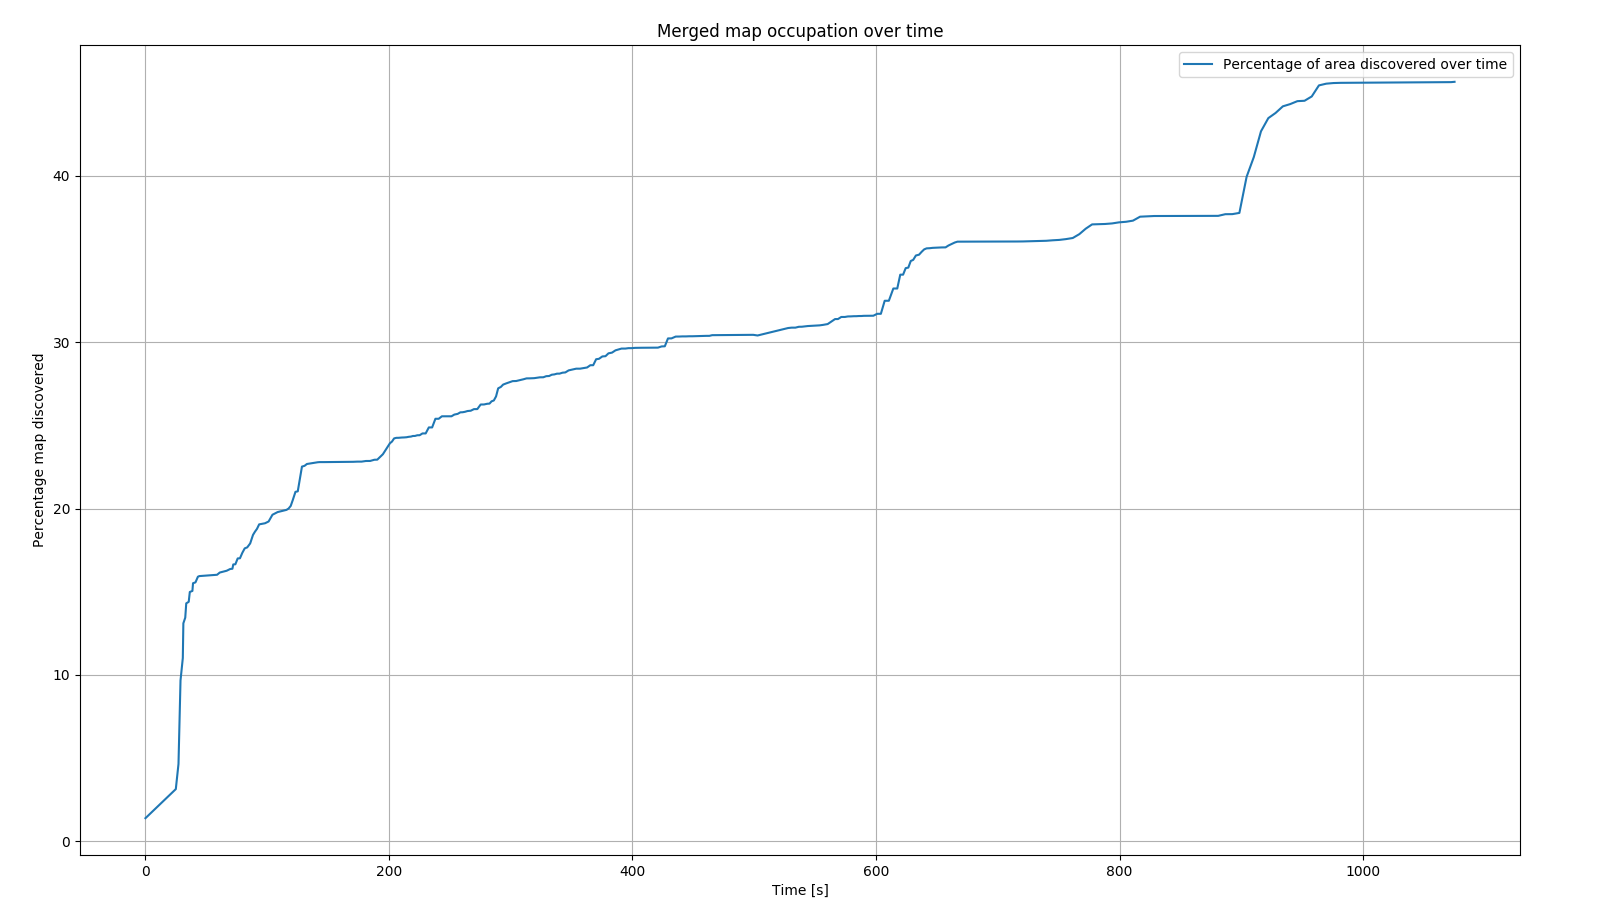 Merged map occupation over time
Percentage of area discovered over time
Percentage map discovered
40
30
20
10
0
0 200 400 600 800 1000
Time [s]